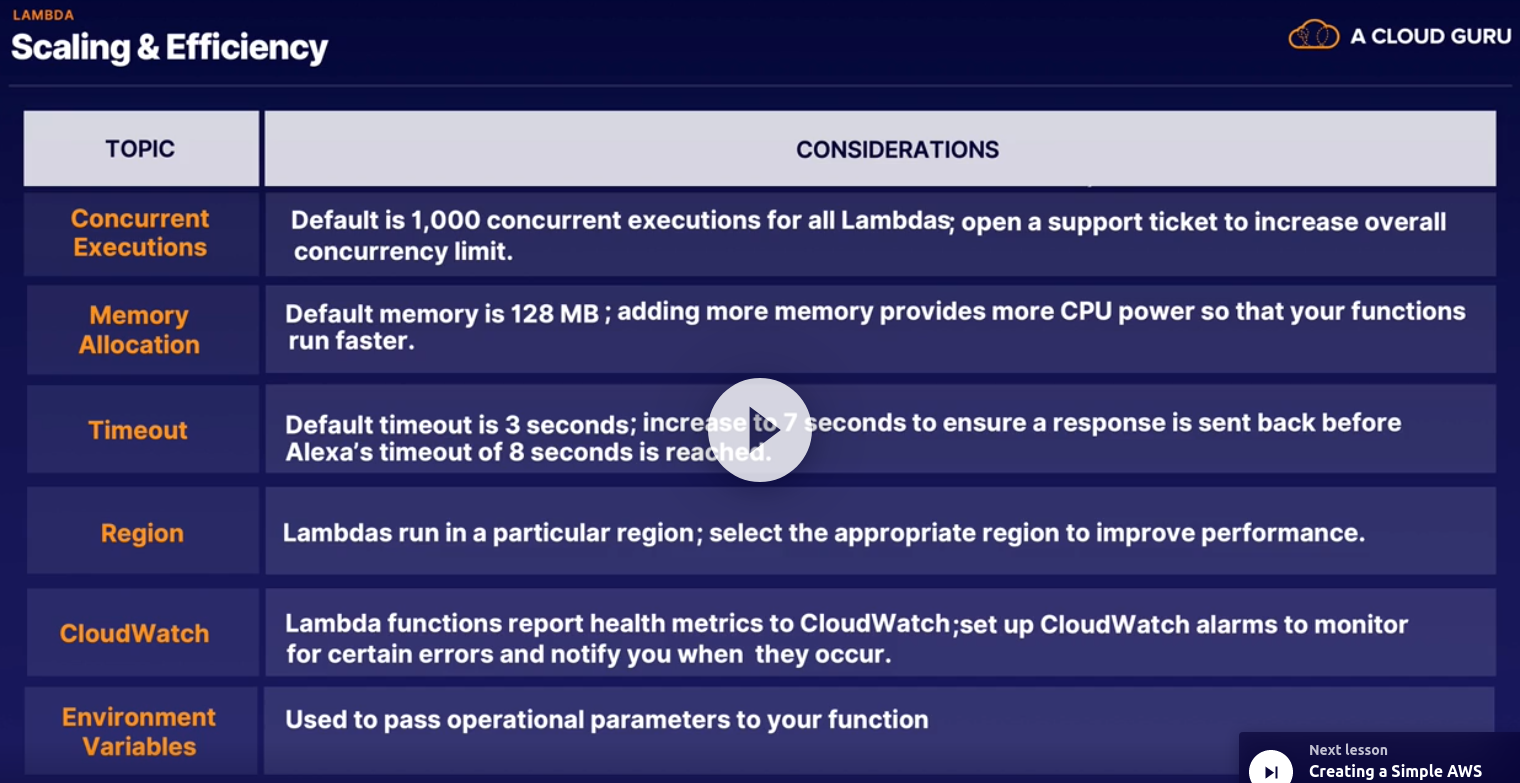 LAMBDA
Scaling & Efficiency
A CLOUD GURU
TOPIC
CONSIDERATIONS
Concurrent
Executions
Default is 1,000 concurrent executions for all Lambdas; open a support ticket to increase overall
concurrency limit.
Memory
Allocation
Default memory is 128 MB ; adding more memory provides more CPU power so that your functions
run faster.
Timeout
Default timeout is 3 seconds; increase to 7 seconds to ensure a response is sent back before
Alexa's timeout of 8 seconds is reached.
Region
Lambdas run in a particular region; select the appropriate region to improve performance.
CloudWatch
Lambda functions report health metrics to CloudWatch;set up CloudWatch alarms to monitor
for certain errors and notify you when they occur.
Environment
Variables
Used to pass operational parameters to your function
Next lesson
Creating a Simple AWS